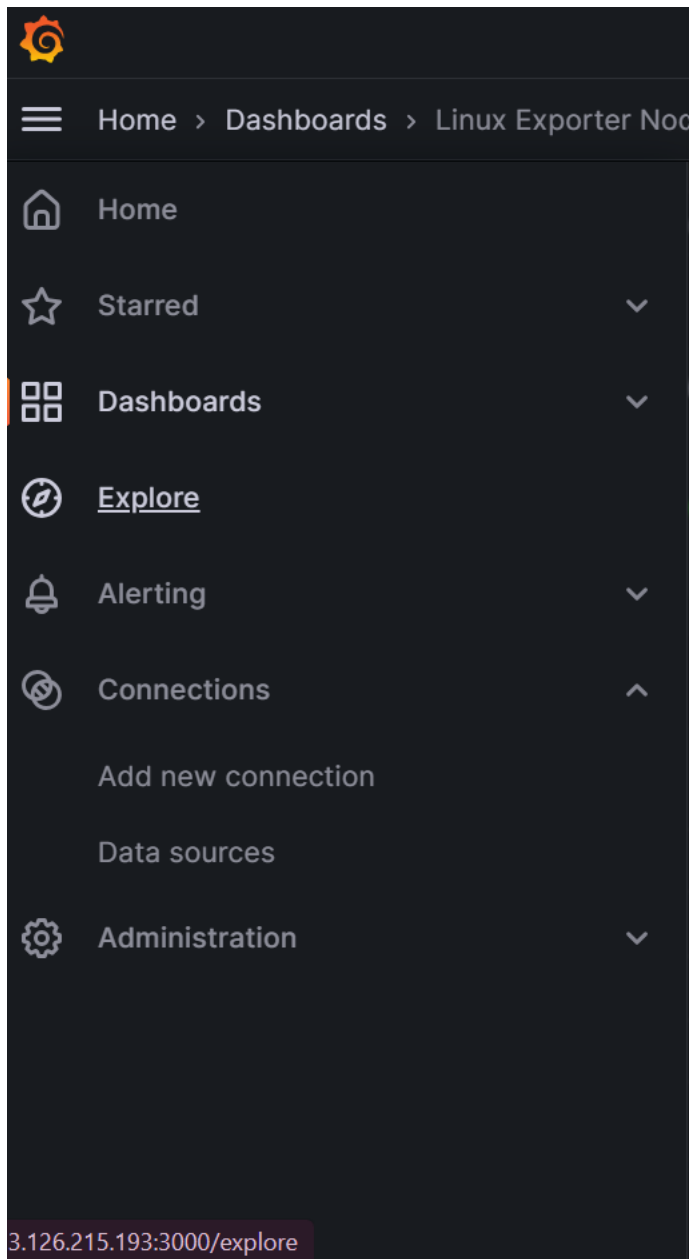 Home › Dashboards › Linux Exporter
Home
Starred
Dashboards
Explore
Alerting
Connections
Add new connection
Data sources
Administration
3.126.215.193:3000/explore